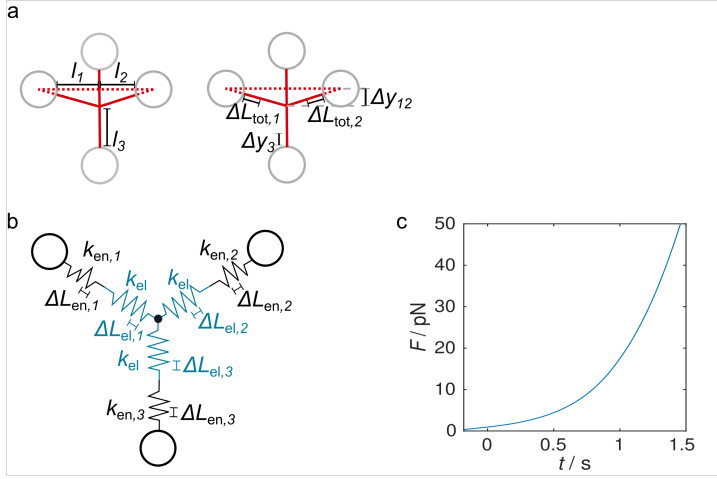 a
l1 l2
l3
ΔLtot,1 ΔLtot,2
Δy12
Δy3
b
ken,1 ken,2
kel kel
ΔLen,1 ΔLen,2
ΔLel,1 ΔLel,2
kel ΔLel,3
ken,3 ΔLen,3
c
50
40
30
20
10
0
F / pN
0 0.5 1 1.5
t / s